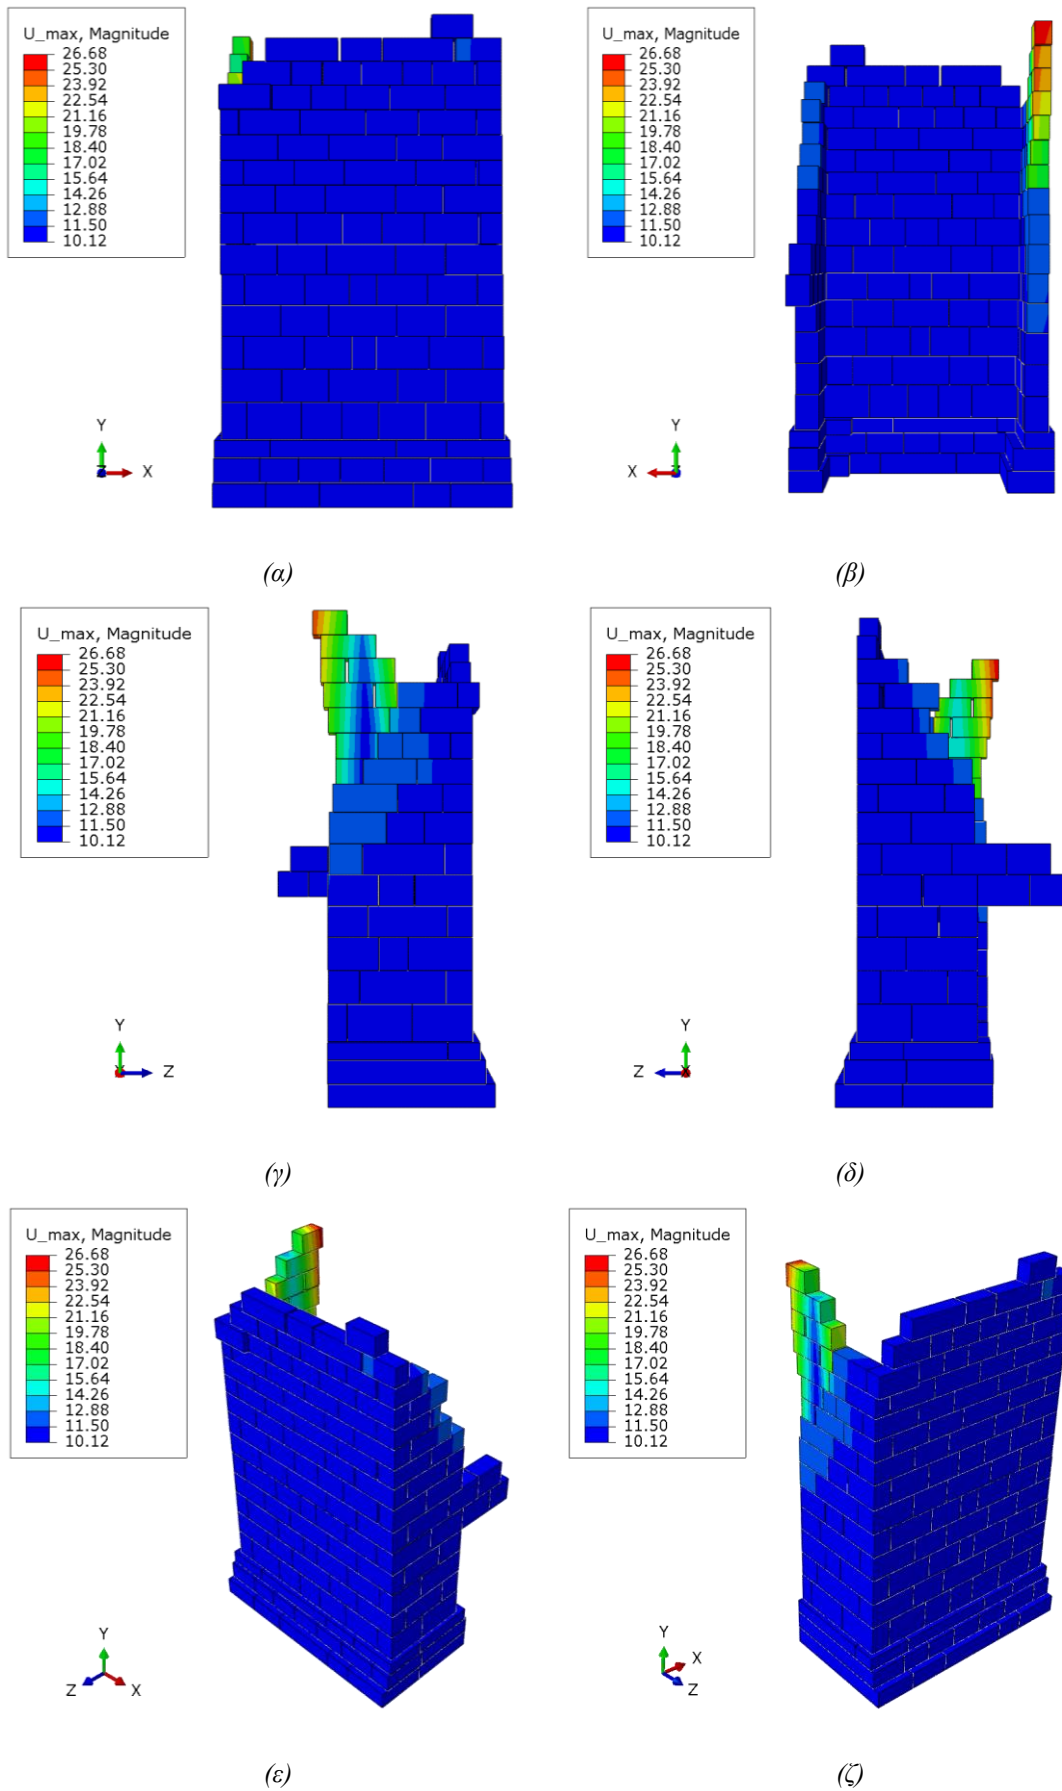 U_max, Magnitude
26.68
25.30
23.92
22.54
21.16
19.78
18.40
17.02
15.64
14.26
12.88
11.50
10.12
Y
Z
X
(α)
U_max, Magnitude
26.68
25.30
23.92
22.54
21.16
19.78
18.40
17.02
15.64
14.26
12.88
11.50
10.12
Y
X
Z
(β)
U_max, Magnitude
26.68
25.30
23.92
22.54
21.16
19.78
18.40
17.02
15.64
14.26
12.88
11.50
10.12
Y
X
Z
(γ)
U_max, Magnitude
26.68
25.30
23.92
22.54
21.16
19.78
18.40
17.02
15.64
14.26
12.88
11.50
10.12
Y
Z
X
(δ)
U_max, Magnitude
26.68
25.30
23.92
22.54
21.16
19.78
18.40
17.02
15.64
14.26
12.88
11.50
10.12
Y
Z
X
(ε)
U_max, Magnitude
26.68
25.30
23.92
22.54
21.16
19.78
18.40
17.02
15.64
14.26
12.88
11.50
10.12
Y
X
Z
(ζ)